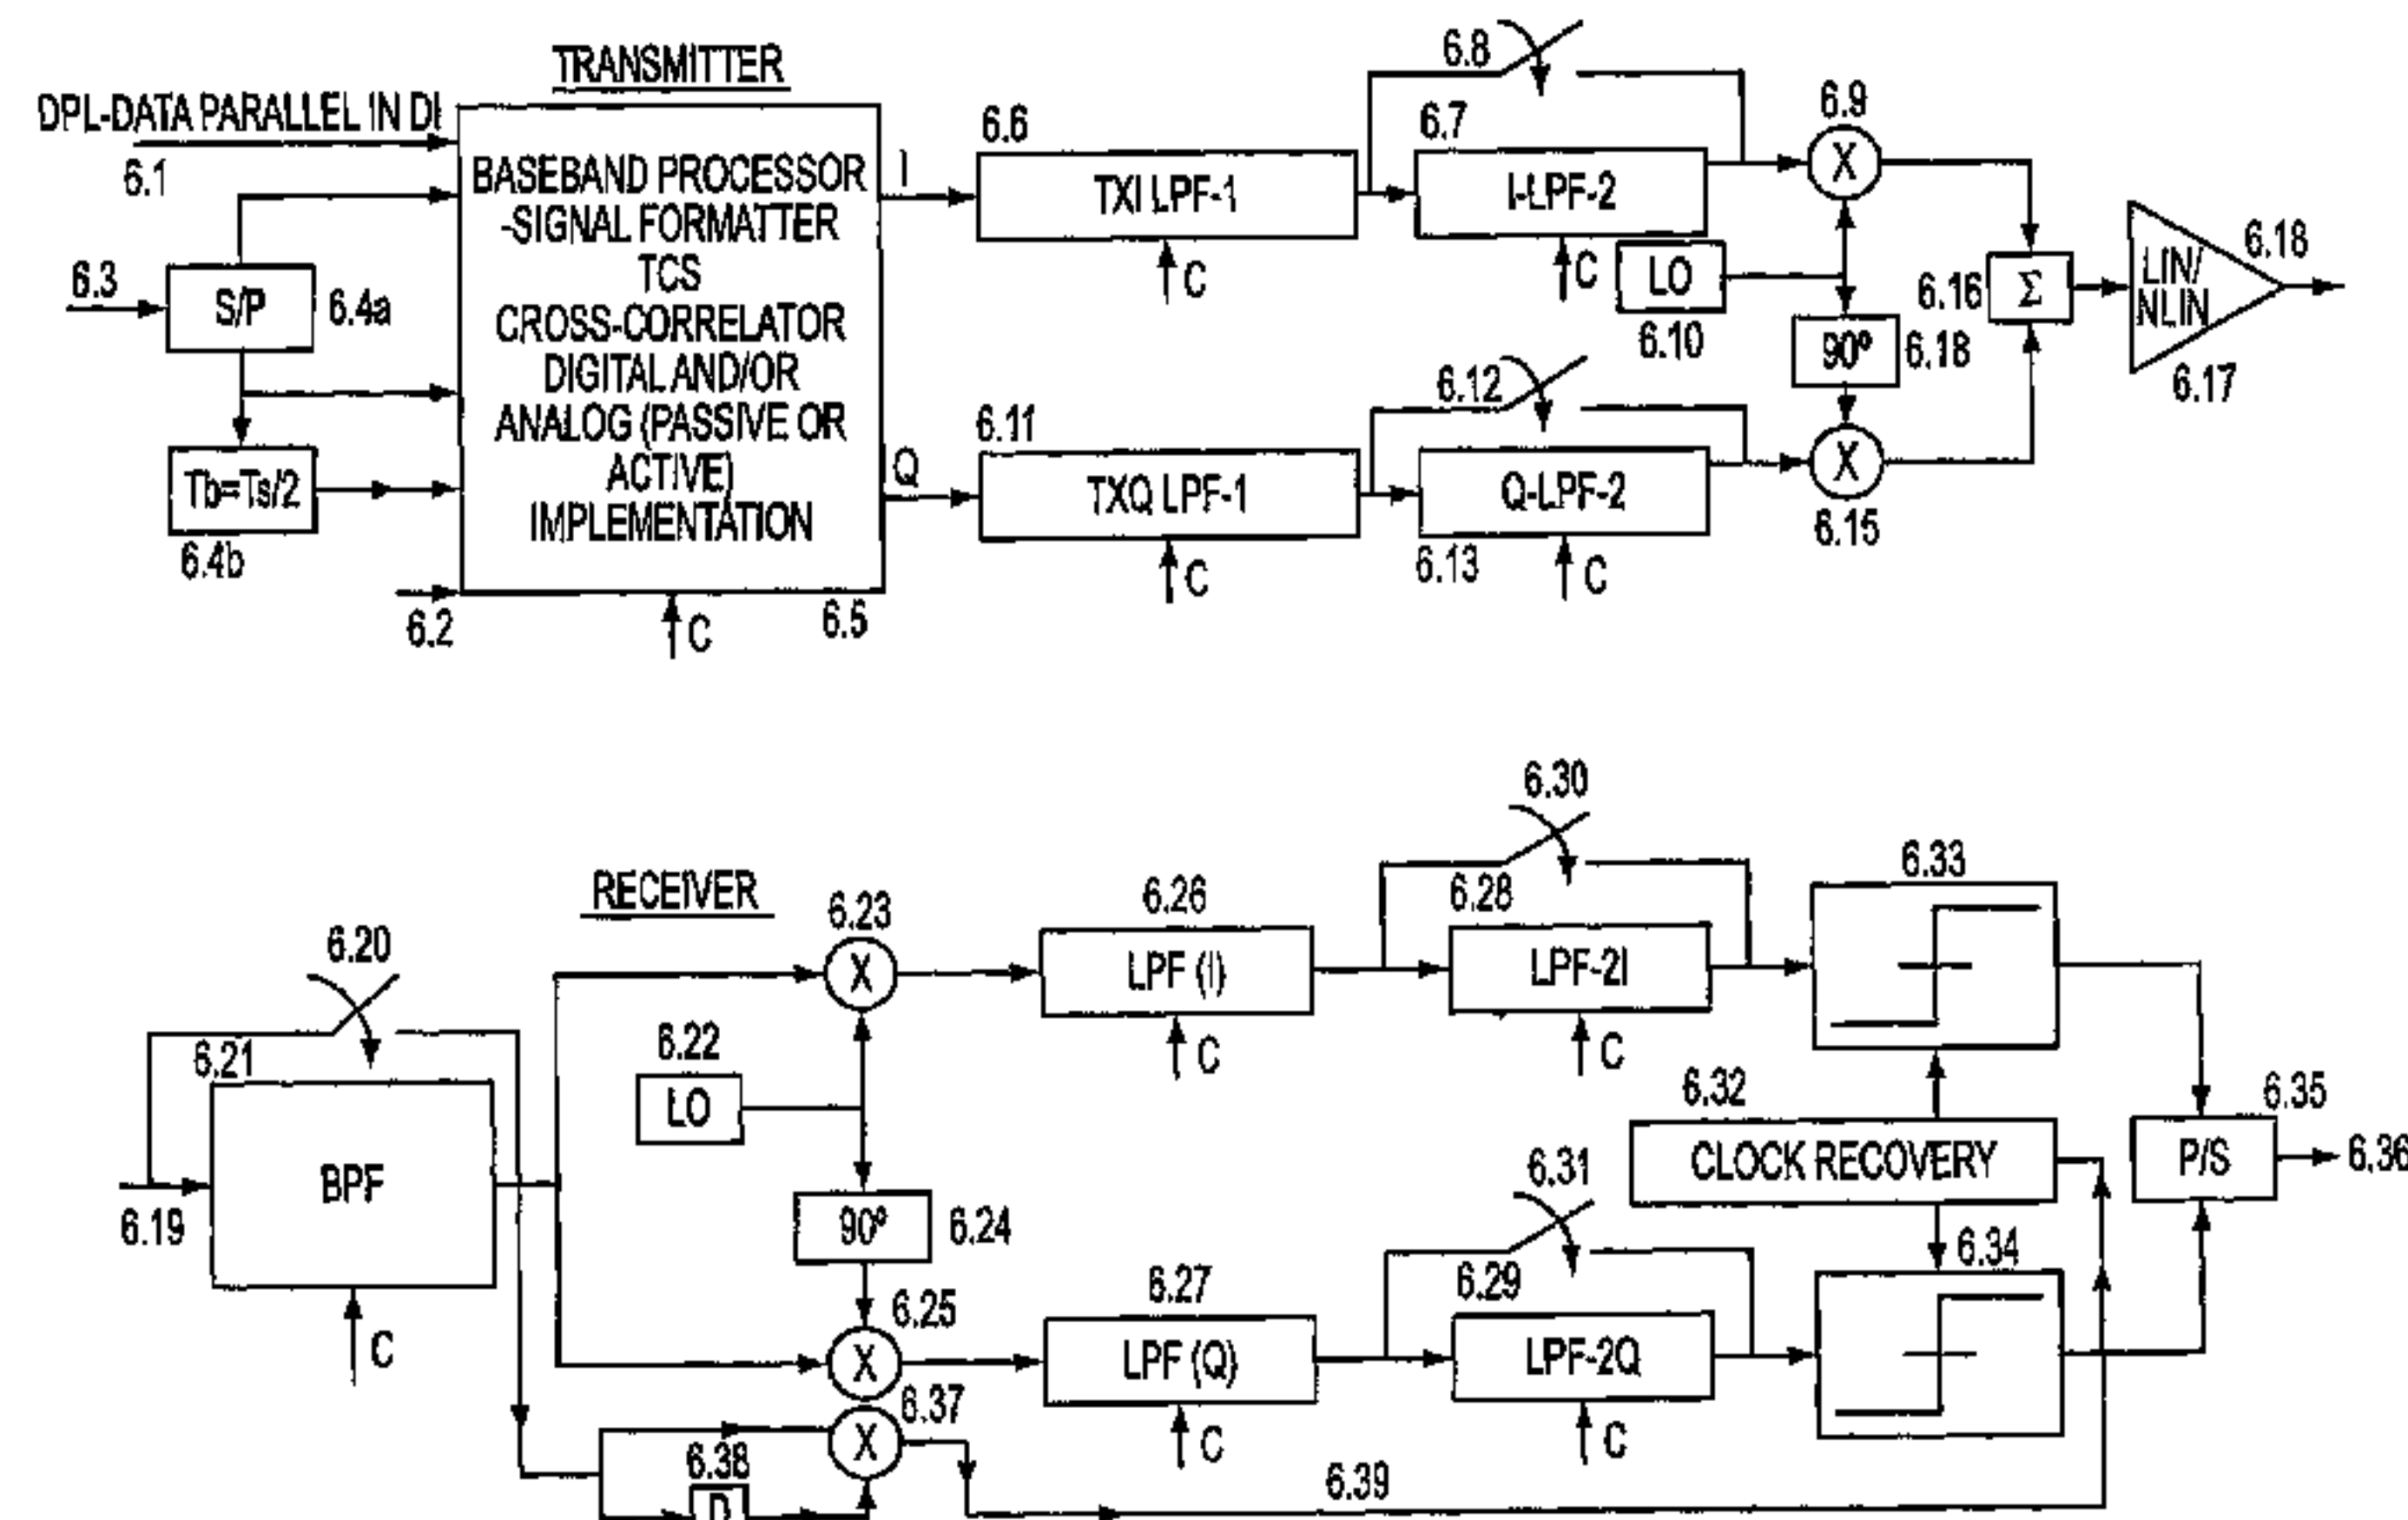 TRANSMITTER
DPL-DATA PARALLEL IN DI
6.1
6.3
S/P
6.4a
Tb=Ts/2
6.4b
6.2
BASEBAND PROCESSOR
-SIGNAL FORMATTER
TCS
CROSS-CORRELATOR
DIGITAL AND/OR
ANALOG (PASSIVE OR
ACTIVE)
IMPLEMENTATION
C
6.5
I
Q
6.6
TXI LPF-1
C
6.8
6.7
I-LPF-2
C
6.9
X
LO
6.10
90º
6.18
6.11
TXQ LPF-1
C
6.12
Q-LPF-2
6.13
C
X
6.15
6.16
Σ
LIN/
NLIN
6.18
6.17
RECEIVER
6.20
6.21
BPF
6.19
C
6.23
X
6.22
LO
90º
6.24
6.25
X
6.37
X
6.38
D
6.39
6.26
LPF (I)
C
6.30
6.28
LPF-2I
C
6.33
6.32
CLOCK RECOVERY
6.27
LPF (Q)
C
6.31
6.29
LPF-2Q
C
6.34
6.35
P/S
6.36